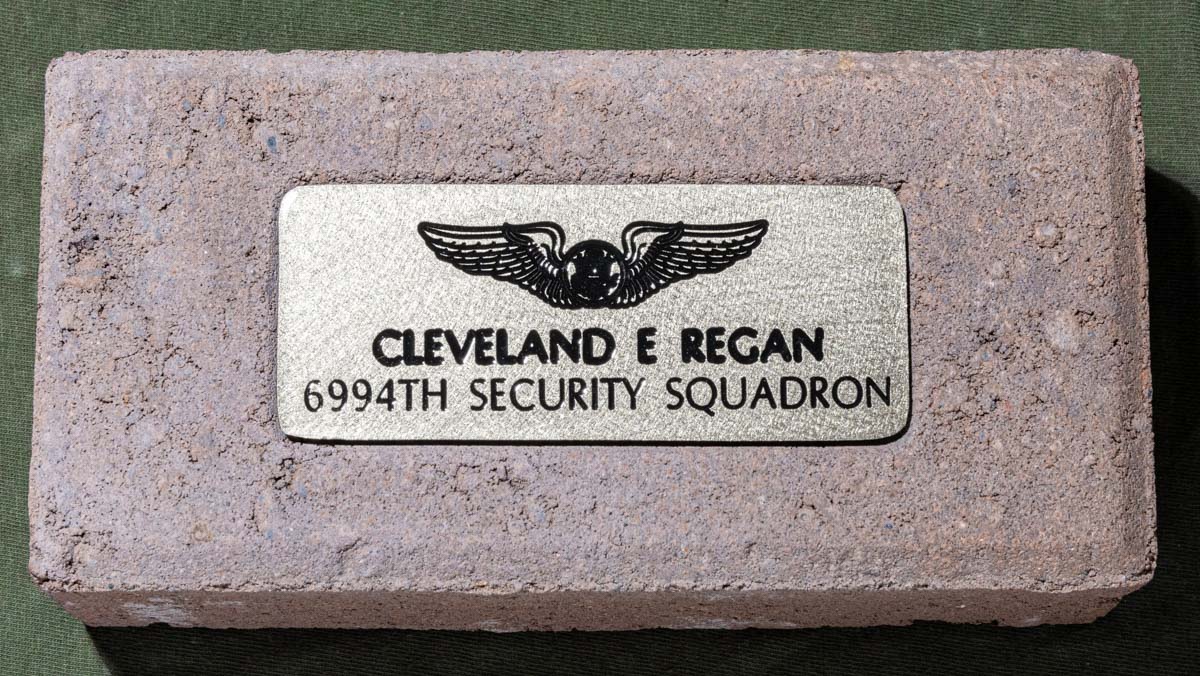 CLEVELAND E REGAN
6994TH SECURITY SQUADRON